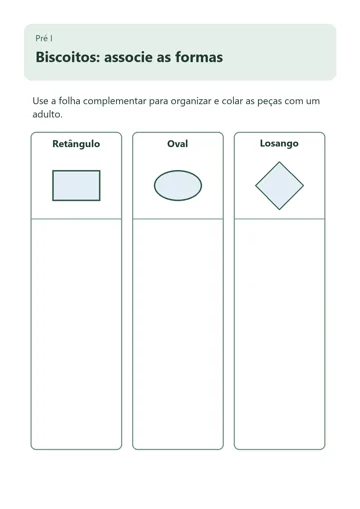 Pré I
Biscoitos: associe as formas
Use a folha complementar para organizar e colar as peças com um
adulto.
Retângulo
Oval
Losango